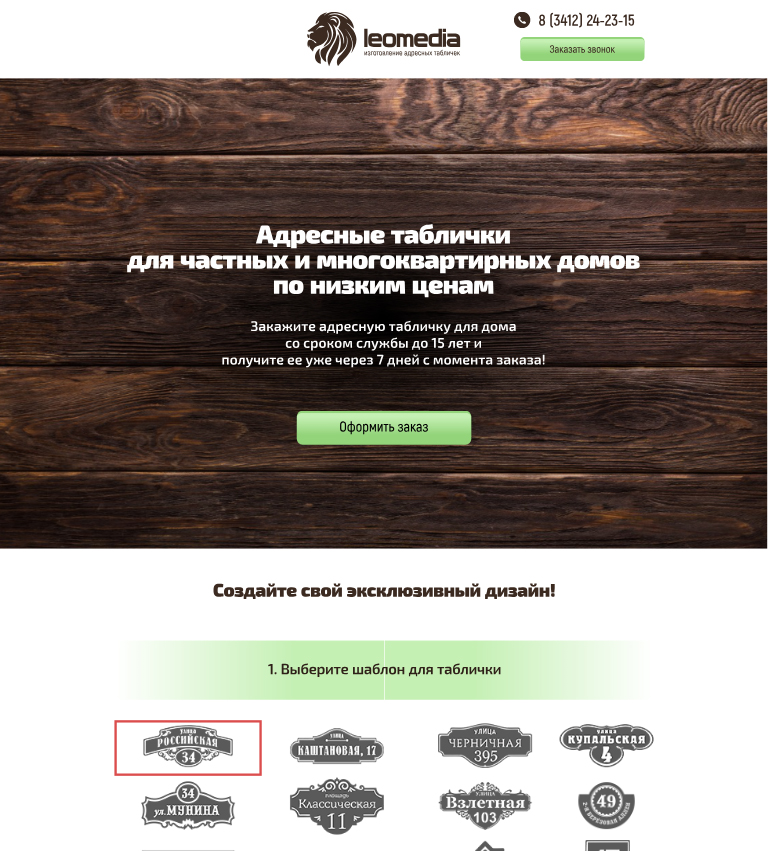 leomedia
изготовление адресных табличек
8 (3412) 24-23-15
Заказать звонок
Адресные таблички
для частных и многоквартирных домов
по низким ценам
Закажите адресную табличку для дома
со сроком службы до 15 лет и
получите ее уже через 7 дней с момента заказа!
Оформить заказ
Создайте свой эксклюзивный дизайн!
1. Выберите шаблон для таблички
УЛИЦА
РОССИЙСКАЯ
34
УЛИЦА
КАШТАНОВАЯ, 17
УЛИЦА
ЧЕРНИЧНАЯ
395
УЛИЦА
КУПАЛЬСКАЯ
4
34
ул.МУНИНА
площадь
Классическая
11
УЛИЦА
Взлетная
103
49
2-я БЕРЕЗОВАЯ АЛЛЕЯ